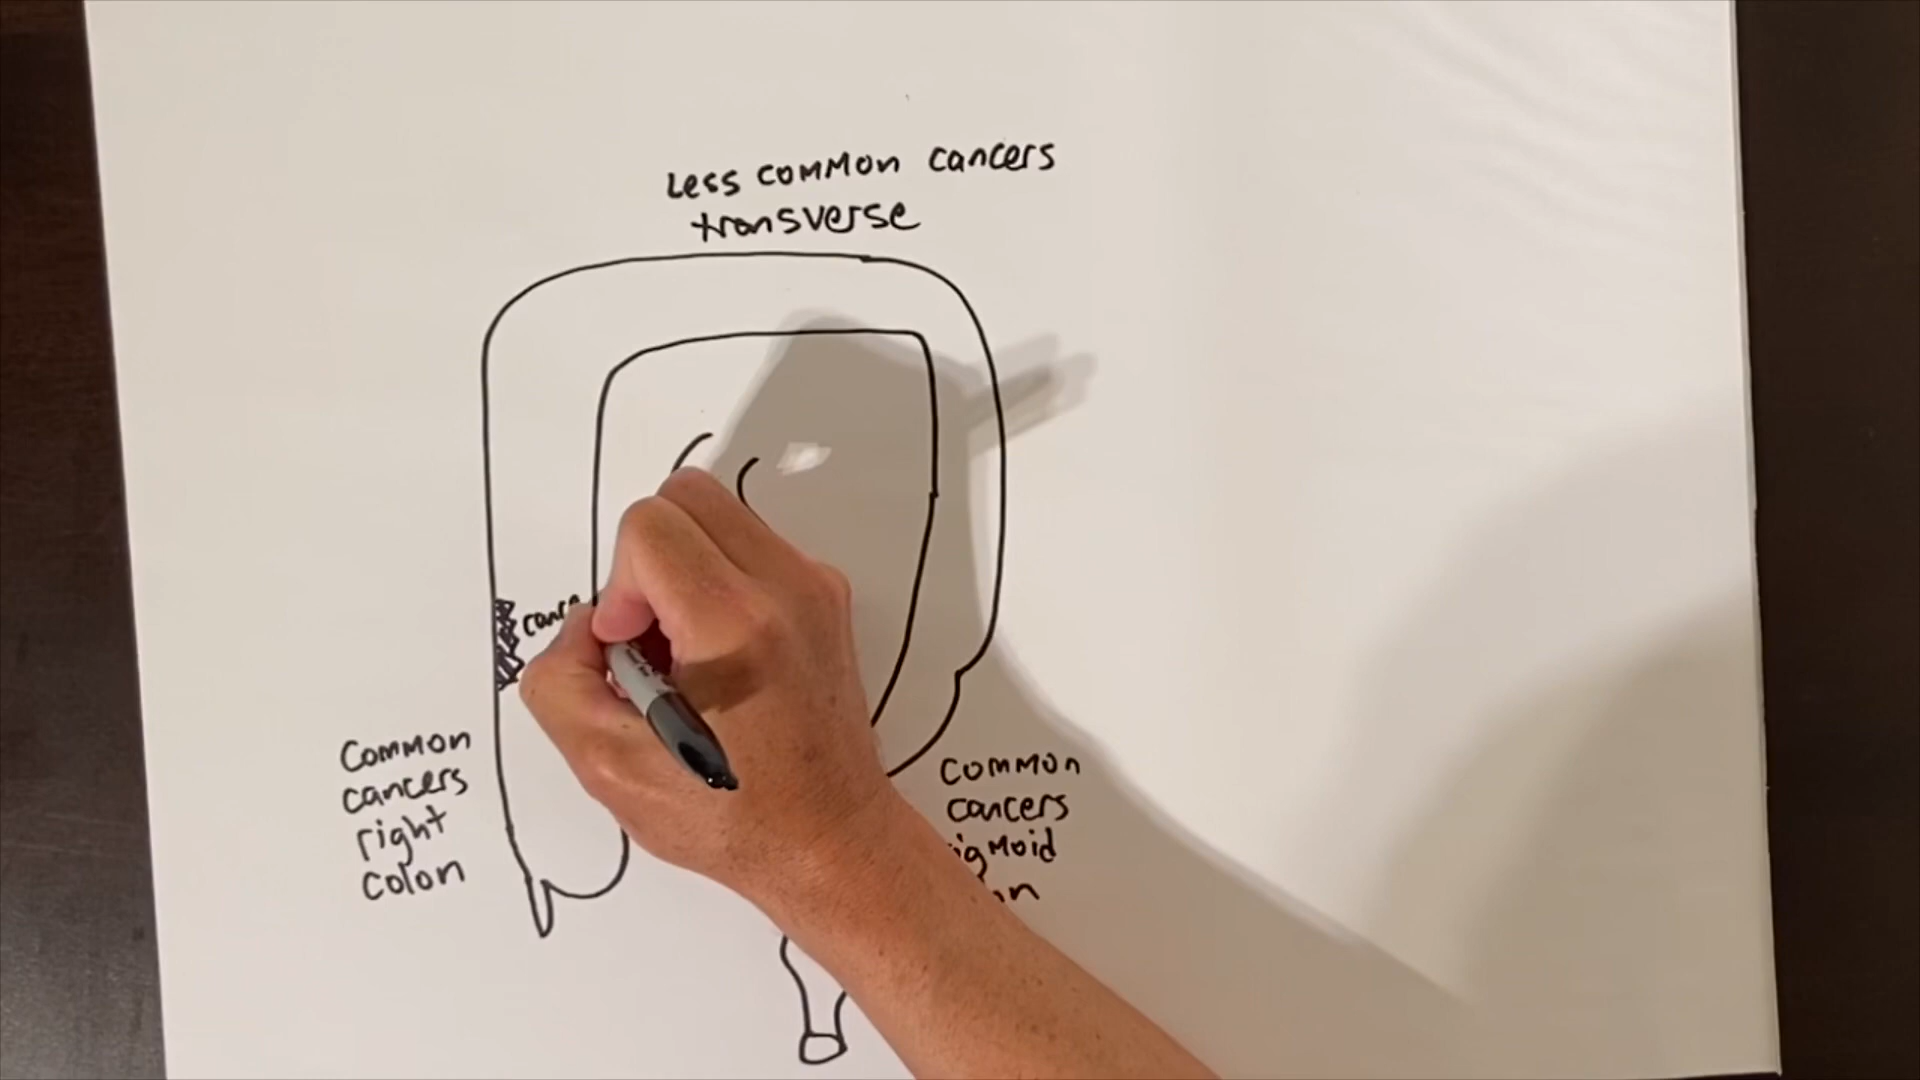 Less common cancers
transverse
common
cancers
right
colon
common
cancers